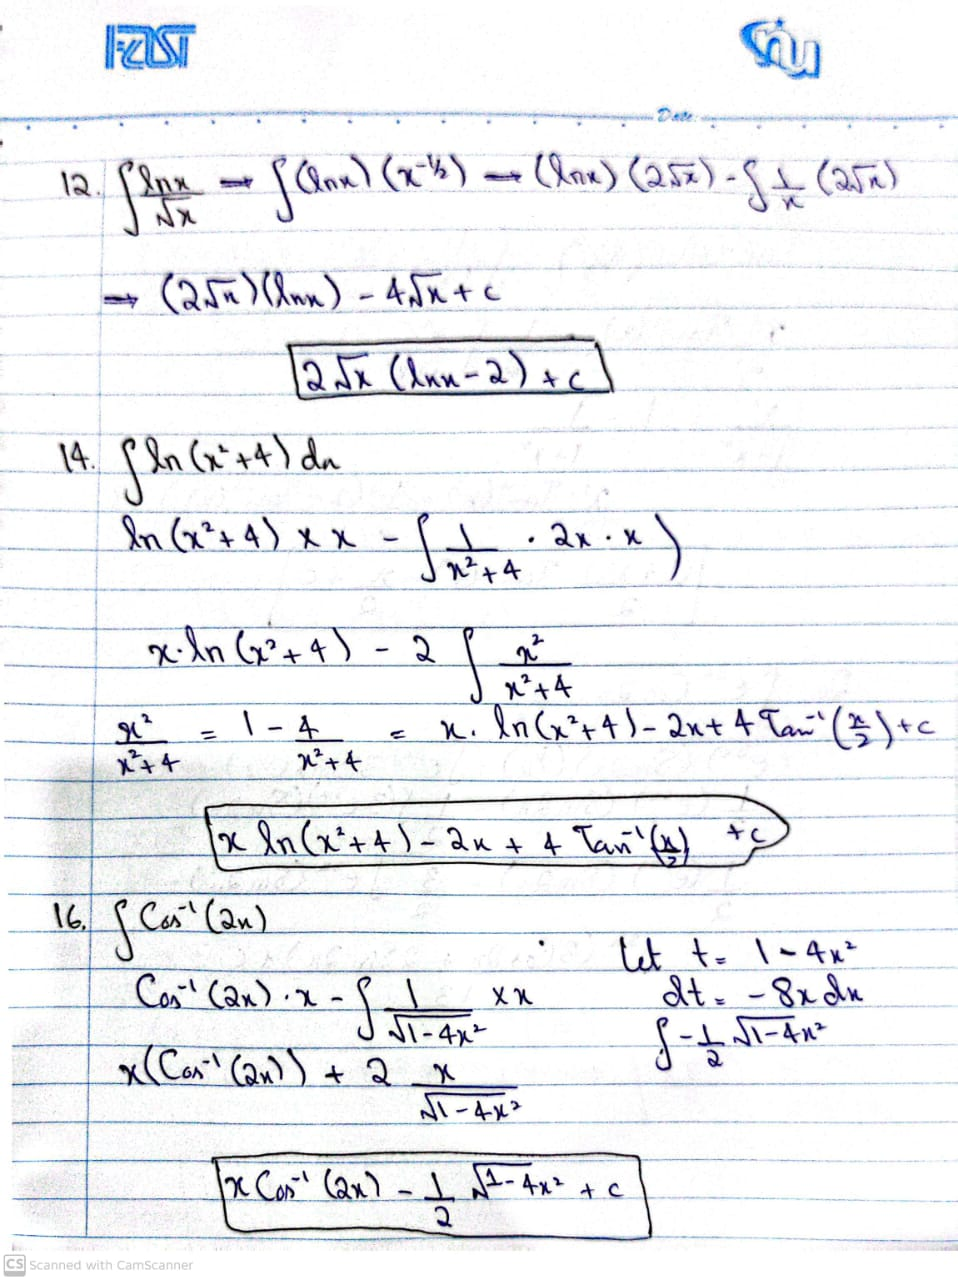 FAST nu
Date:
12. ∫ lnx/√x → ∫(lnx)(x^-1/2) → (lnx)(2√x) - ∫ 1/x (2√x)
⇒ (2√x)(lnx) - 4√x + c
2√x (lnx - 2) + c
14. ∫ ln(x²+4) dx
ln(x²+4) × x - ∫ 1/(x²+4) · 2x · x )
x·ln(x²+4) - 2 ∫ x²/(x²+4)
x²/(x²+4) = 1 - 4/(x²+4) = x. ln(x²+4) - 2x + 4 Tan⁻¹(x/2) + c
x ln(x²+4) - 2x + 4 Tan⁻¹(x/2) + c
16. ∫ Cos⁻¹(2x)
Let t = 1 - 4x²
Cos⁻¹(2x)·x - ∫ 1/√1-4x² × x
dt = -8x dx
∫ -1/2 √1-4x²
x(Cos⁻¹(2x)) + 2 x/√1-4x²
x Cos⁻¹(2x) - 1/2 √1-4x² + c
CS Scanned with CamScanner